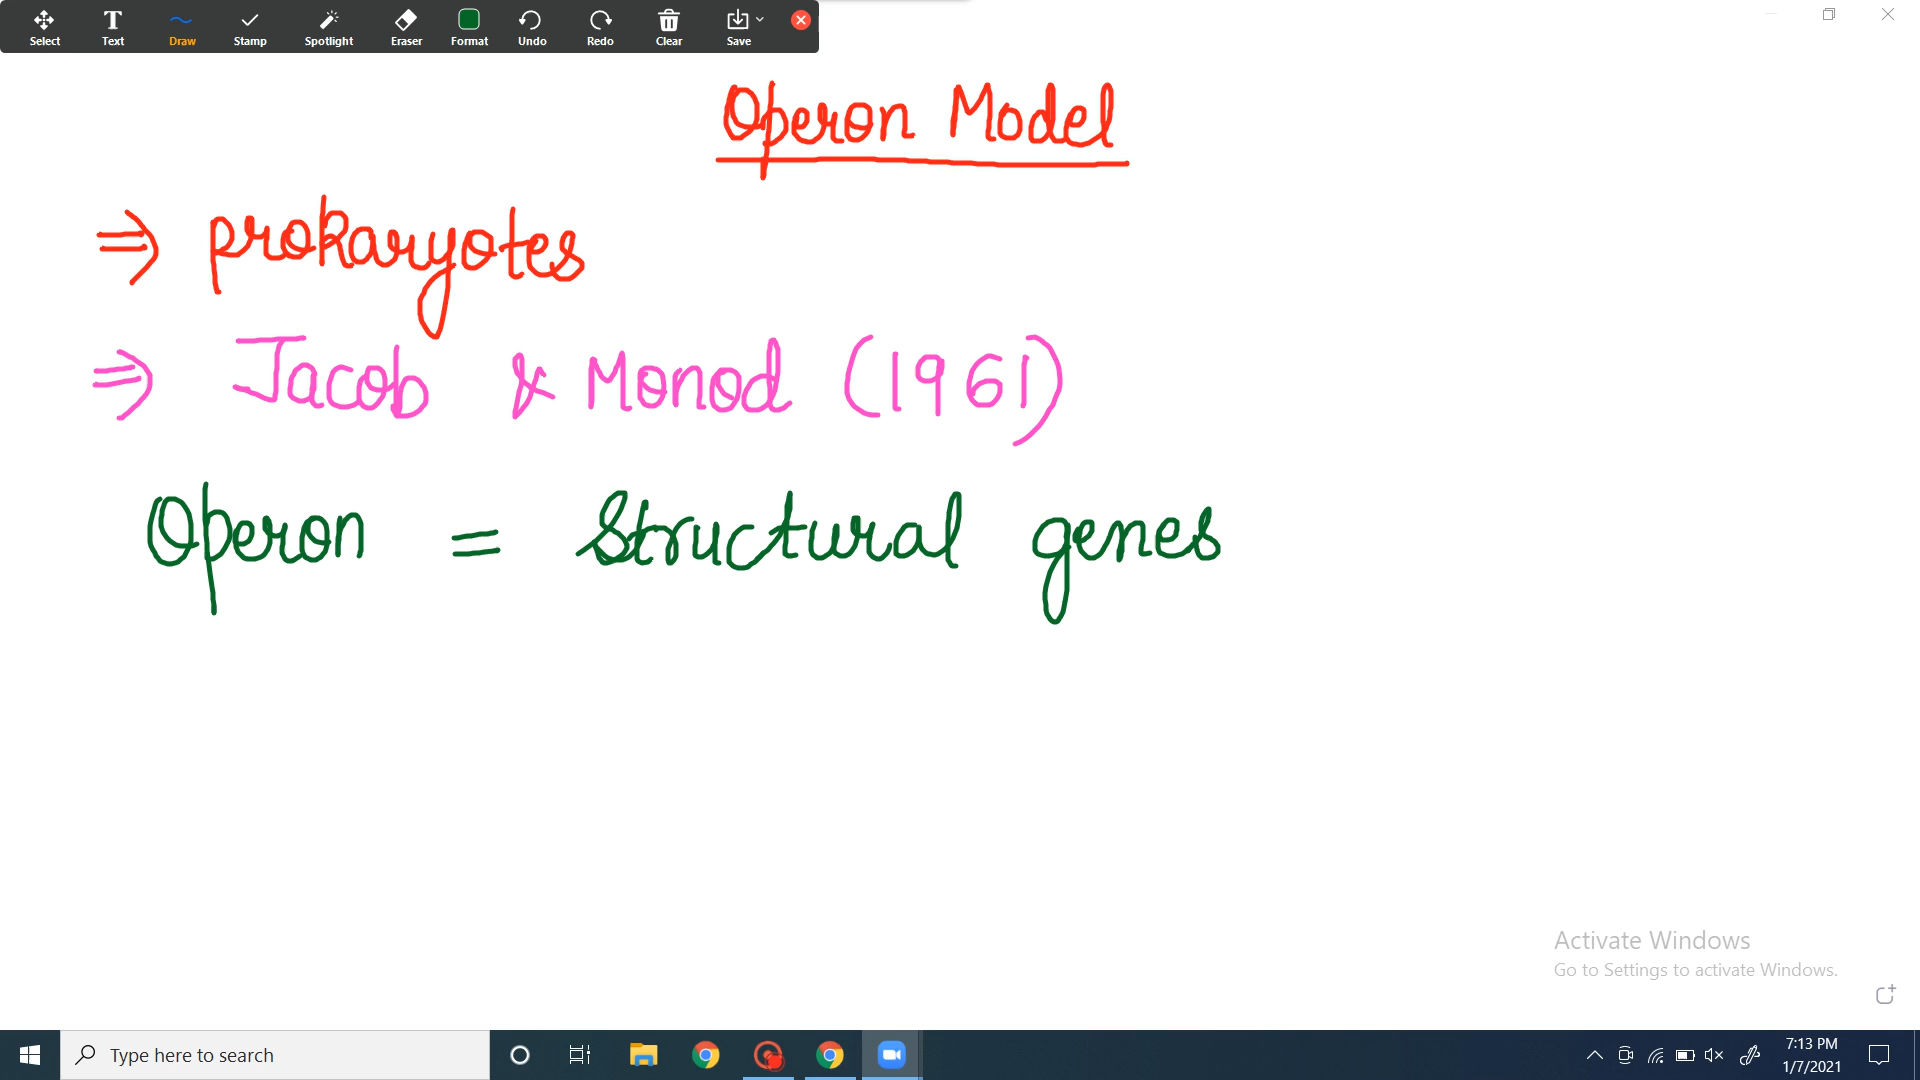 Select Text Draw Stamp Spotlight Eraser Format Undo Redo Clear Save
Operon Model
⇒ prokaryotes
⇒ Jacob & Monod (1961)
Operon = Structural genes
Activate Windows
Go to Settings to activate Windows.
Type here to search
7:13 PM
1/7/2021